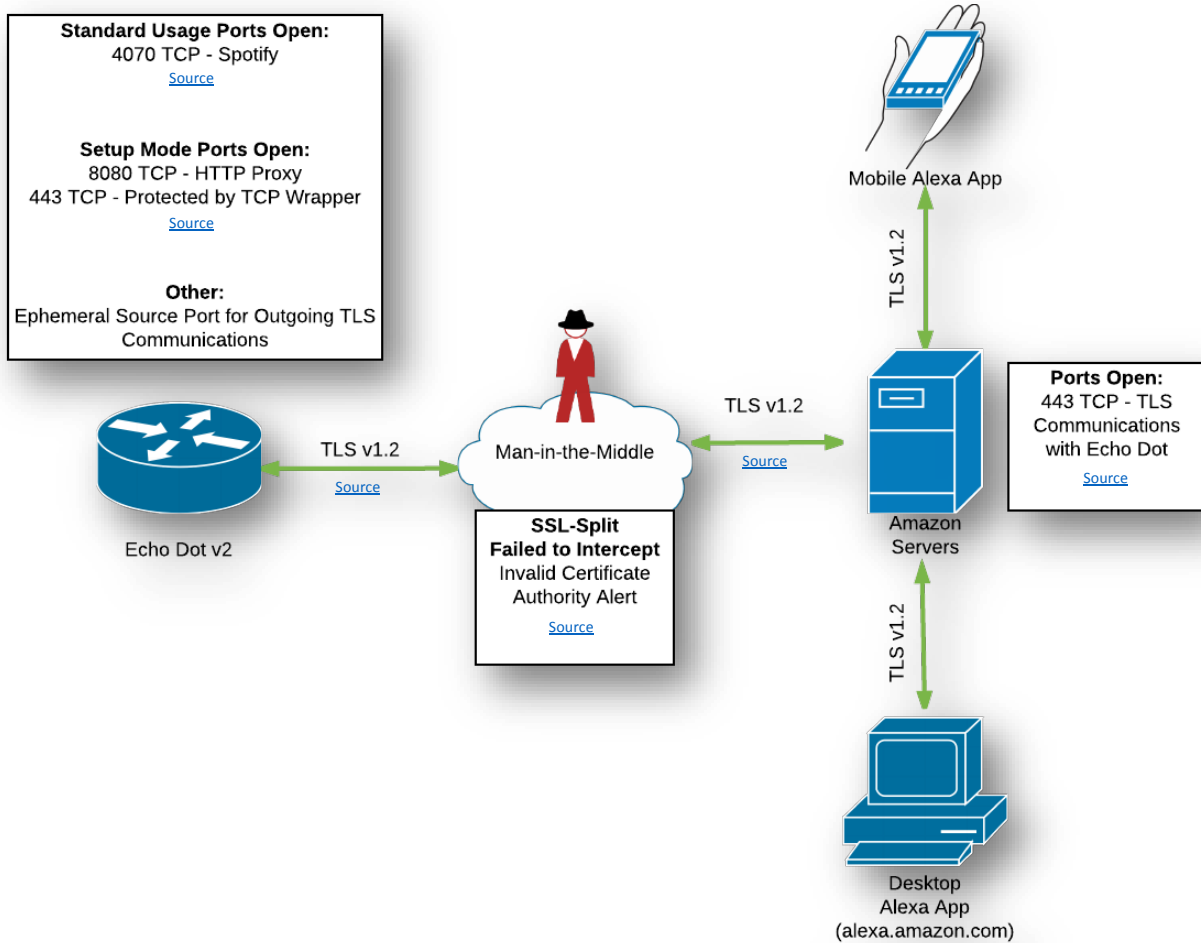 Standard Usage Ports Open:
4070 TCP - Spotify
Source
Setup Mode Ports Open:
8080 TCP - HTTP Proxy
443 TCP - Protected by TCP Wrapper
Source
Other:
Ephemeral Source Port for Outgoing TLS
Communications
Mobile Alexa App
TLS v1.2
Echo Dot v2
TLS v1.2
Source
Man-in-the-Middle
SSL-Split
Failed to Intercept
Invalid Certificate
Authority Alert
Source
TLS v1.2
Source
Amazon
Servers
Ports Open:
443 TCP - TLS
Communications
with Echo Dot
Source
TLS v1.2
Desktop
Alexa App
(alexa.amazon.com)